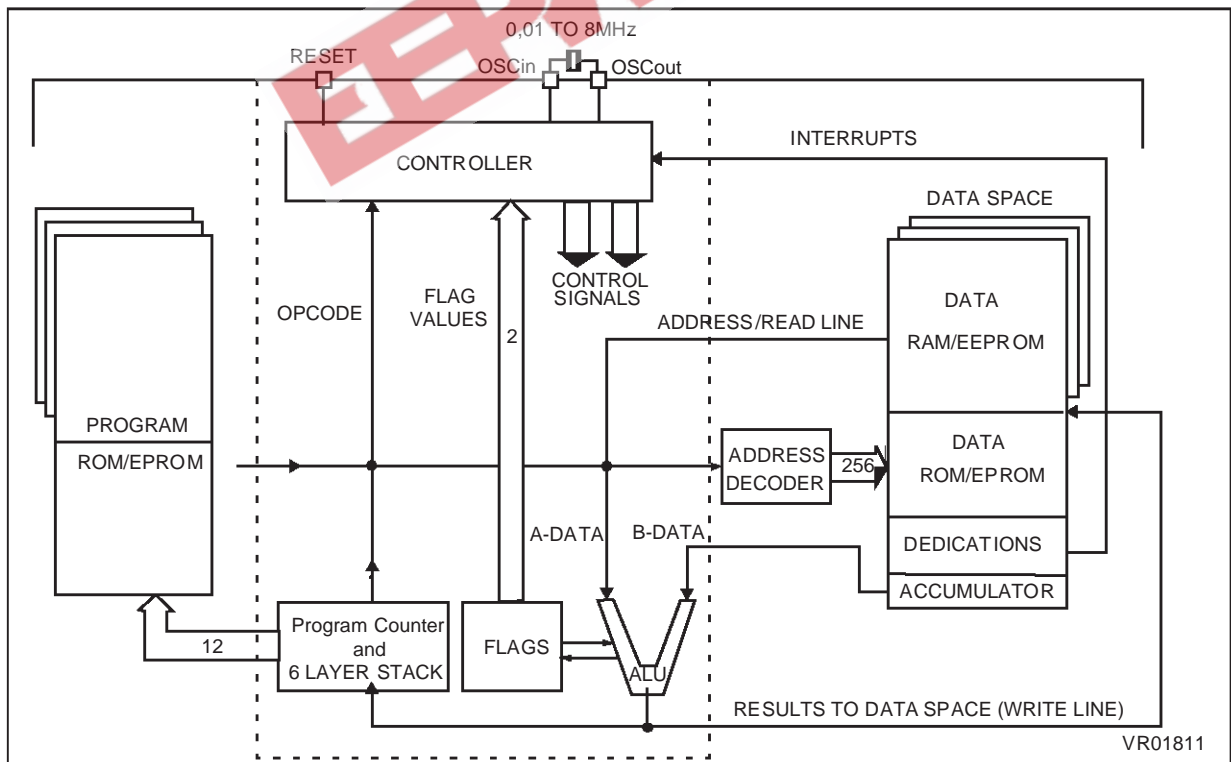 0,01 TO 8MHz
RESET
OSCin
OSCout
INTERRUPTS
CONTROLLER
DATA SPACE
CONTROL
SIGNALS
OPCODE
FLAG
VALUES
2
ADDRESS/READ LINE
DATA
RAM/EEPROM
PROGRAM
ROM/EPROM
ADDRESS
DECODER
256
DATA
ROM/EPROM
A-DATA
B-DATA
DEDICATIONS
ACCUMULATOR
12
Program Counter
and
6 LAYER STACK
FLAGS
ALU
RESULTS TO DATA SPACE (WRITE LINE)
VR01811